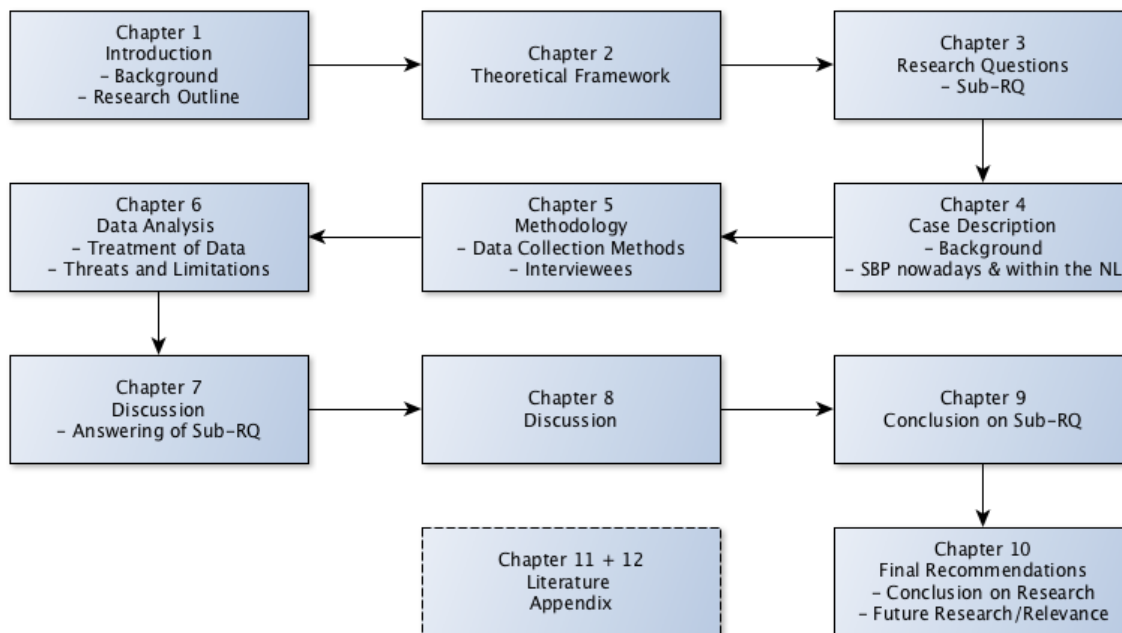 Chapter 1
Introduction
– Background
– Research Outline
Chapter 2
Theoretical Framework
Chapter 3
Research Questions
– Sub-RQ
Chapter 4
Case Description
– Background
– SBP nowadays & within the NL
Chapter 5
Methodology
– Data Collection Methods
– Interviewees
Chapter 6
Data Analysis
– Treatment of Data
– Threats and Limitations
Chapter 7
Discussion
– Answering of Sub-RQ
Chapter 8
Discussion
Chapter 9
Conclusion on Sub-RQ
Chapter 10
Final Recommendations
– Conclusion on Research
– Future Research/Relevance
Chapter 11 + 12
Literature
Appendix